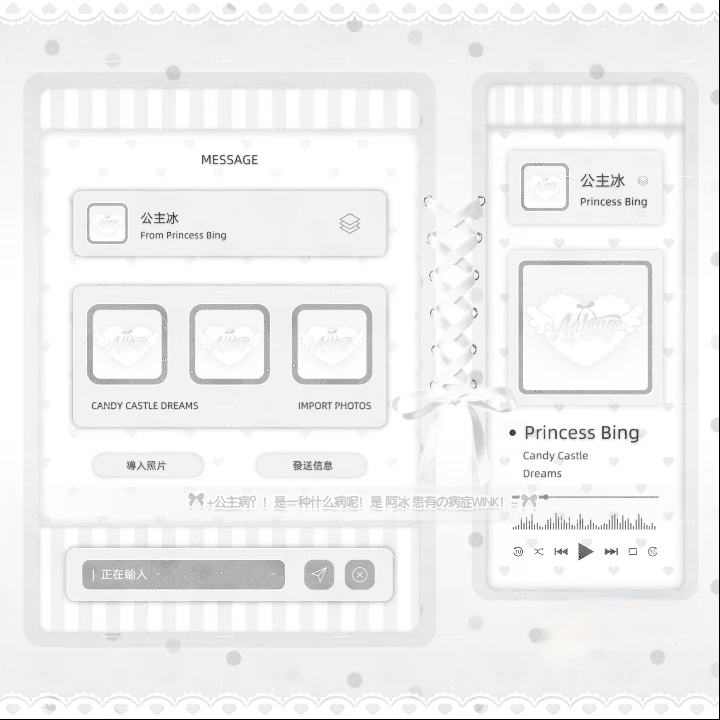 MESSAGE
公主冰
From Princess Bing
CANDY CASTLE DREAMS
IMPORT PHOTOS
導入照片
發送信息
+公主病?！是一种什么病呢！是 阿冰 患有の病症WINK！~
| 正在輸入
公主冰
Princess Bing
• Princess Bing
Candy Castle
Dreams